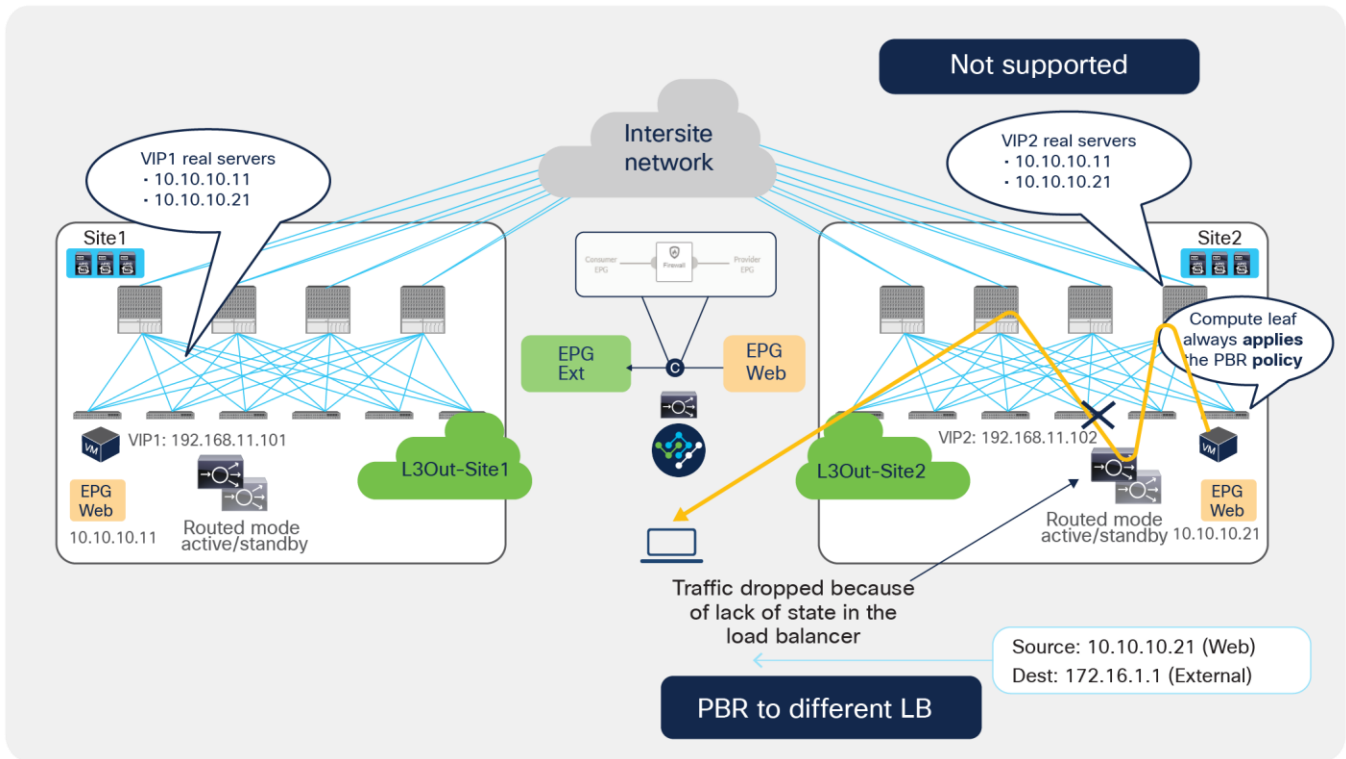 Not supported
Intersite
network
VIP1 real servers
• 10.10.10.11
• 10.10.10.21
VIP2 real servers
• 10.10.10.11
• 10.10.10.21
Site1
Site2
Consumer
EPG
Firewall
Provider
EPG
Compute leaf
always applies
the PBR policy
EPG
Ext
C
EPG
Web
VM
VIP1: 192.168.11.101
L3Out-Site1
VIP2: 192.168.11.102
L3Out-Site2
VM
EPG
Web
10.10.10.11
Routed mode
active/standby
Routed mode
active/standby
EPG
Web
10.10.10.21
Traffic dropped because
of lack of state in the
load balancer
Source: 10.10.10.21 (Web)
Dest: 172.16.1.1 (External)
PBR to different LB